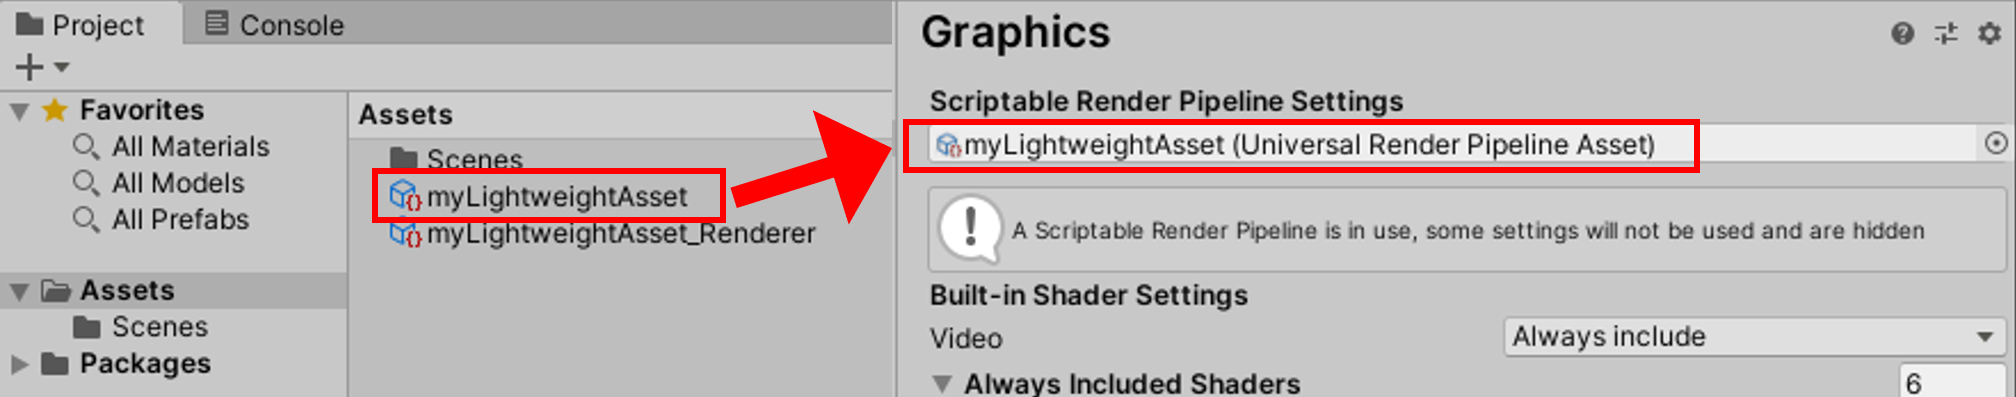 Project
Console
Favorites
All Materials
All Models
All Prefabs
Assets
Scenes
Packages
Assets
Scenes
myLightweightAsset
myLightweightAsset_Renderer
Graphics
Scriptable Render Pipeline Settings
myLightweightAsset (Universal Render Pipeline Asset)
A Scriptable Render Pipeline is in use, some settings will not be used and are hidden
Built-in Shader Settings
Video Always include
Always Included Shaders 6